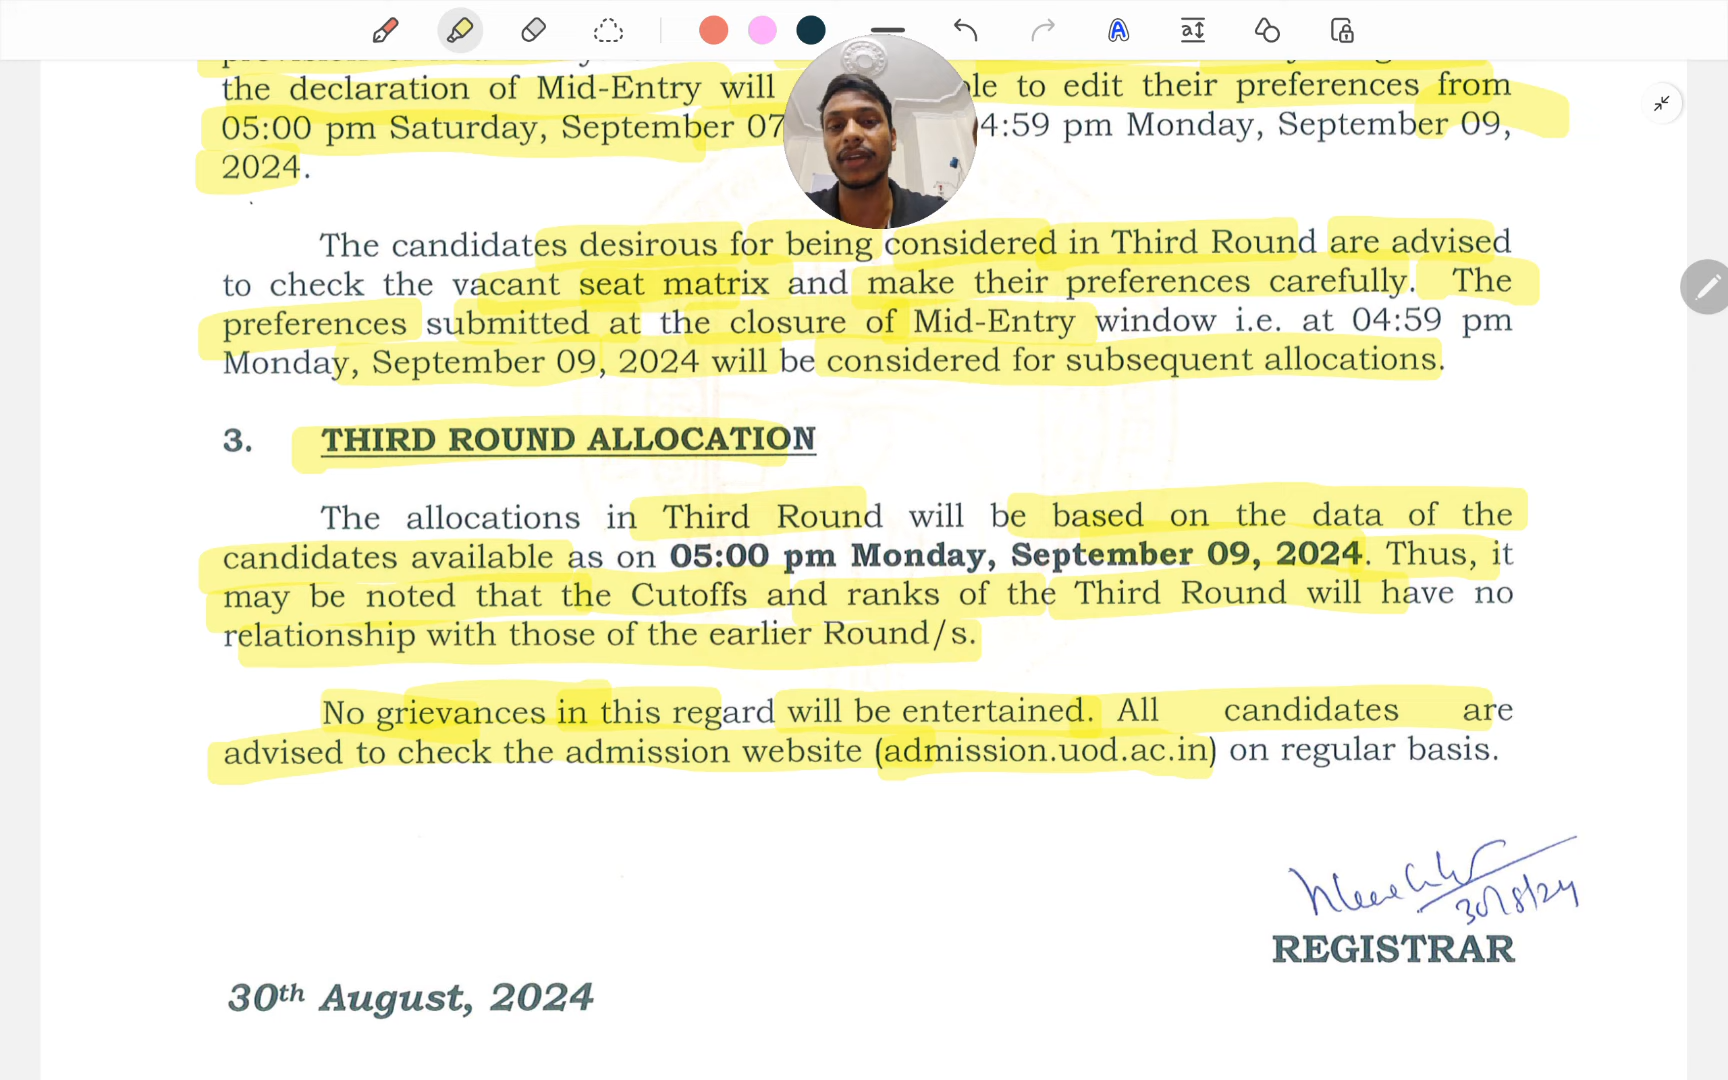 the declaration of Mid-Entry will le to edit their preferences from
05:00 pm Saturday, September 07 4:59 pm Monday, September 09,
2024.
The candidates desirous for being considered in Third Round are advised
to check the vacant seat matrix and make their preferences carefully. The
preferences submitted at the closure of Mid-Entry window i.e. at 04:59 pm
Monday, September 09, 2024 will be considered for subsequent allocations.
3. THIRD ROUND ALLOCATION
The allocations in Third Round will be based on the data of the
candidates available as on 05:00 pm Monday, September 09, 2024. Thus, it
may be noted that the Cutoffs and ranks of the Third Round will have no
relationship with those of the earlier Round/s.
No grievances in this regard will be entertained. All candidates are
advised to check the admission website (admission.uod.ac.in) on regular basis.
30/8/24
REGISTRAR
30th August, 2024